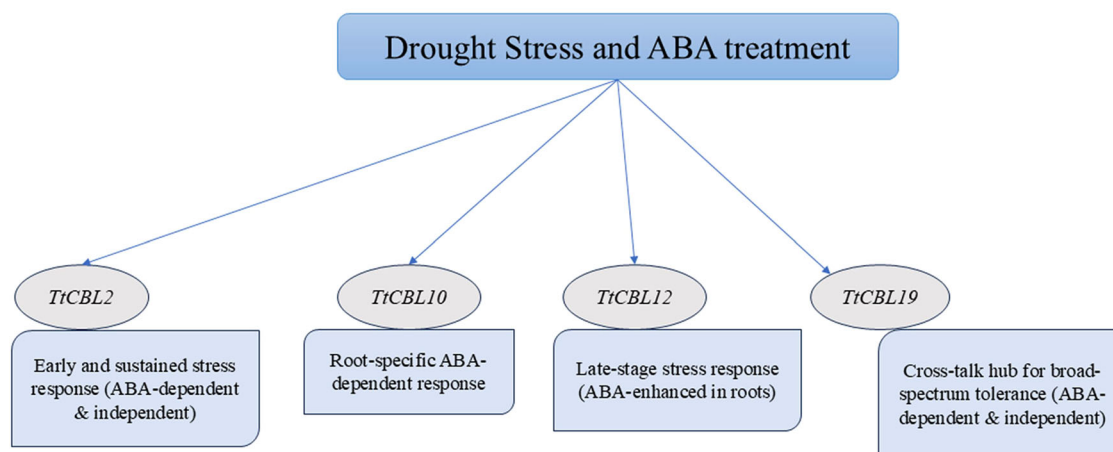 Drought Stress and ABA treatment
TtCBL2
TtCBL10
TtCBL12
TtCBL19
Early and sustained stress
response (ABA-dependent
& independent)
Root-specific ABA-
dependent response
Late-stage stress response
(ABA-enhanced in roots)
Cross-talk hub for broad-
spectrum tolerance (ABA-
dependent & independent)